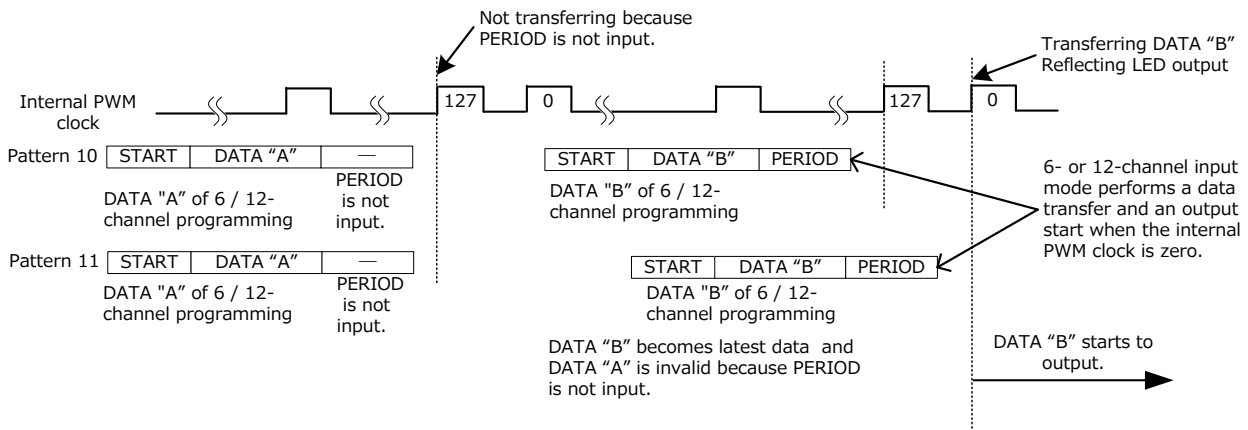 Not transferring because
PERIOD is not input.
Transferring DATA “B”
Reflecting LED output
Internal PWM
clock
127
0
127
0
Pattern 10
START
DATA “A”
—
START
DATA “B”
PERIOD
DATA "A" of 6 / 12-
channel programming
PERIOD
is not
input.
DATA "B" of 6 / 12-
channel programming
6- or 12-channel input
mode performs a data
transfer and an output
start when the internal
PWM clock is zero.
Pattern 11
START
DATA “A”
—
START
DATA “B”
PERIOD
DATA "A" of 6 / 12-
channel programming
PERIOD
is not
input.
DATA “B” of 6 / 12-
channel programming
DATA “B” becomes latest data and
DATA “A” is invalid because PERIOD
is not input.
DATA “B” starts to
output.